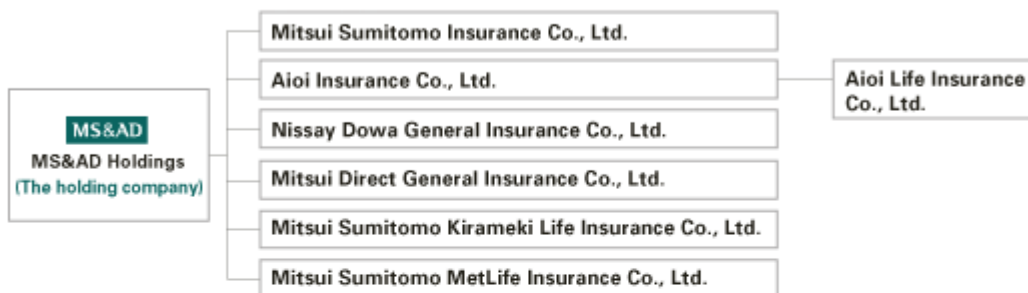 Mitsui Sumitomo Insurance Co., Ltd.
Aioi Insurance Co., Ltd.
Aioi Life Insurance
Co., Ltd.
MS&AD
MS&AD Holdings
(The holding company)
Nissay Dowa General Insurance Co., Ltd.
Mitsui Direct General Insurance Co., Ltd.
Mitsui Sumitomo Kirameki Life Insurance Co., Ltd.
Mitsui Sumitomo MetLife Insurance Co., Ltd.